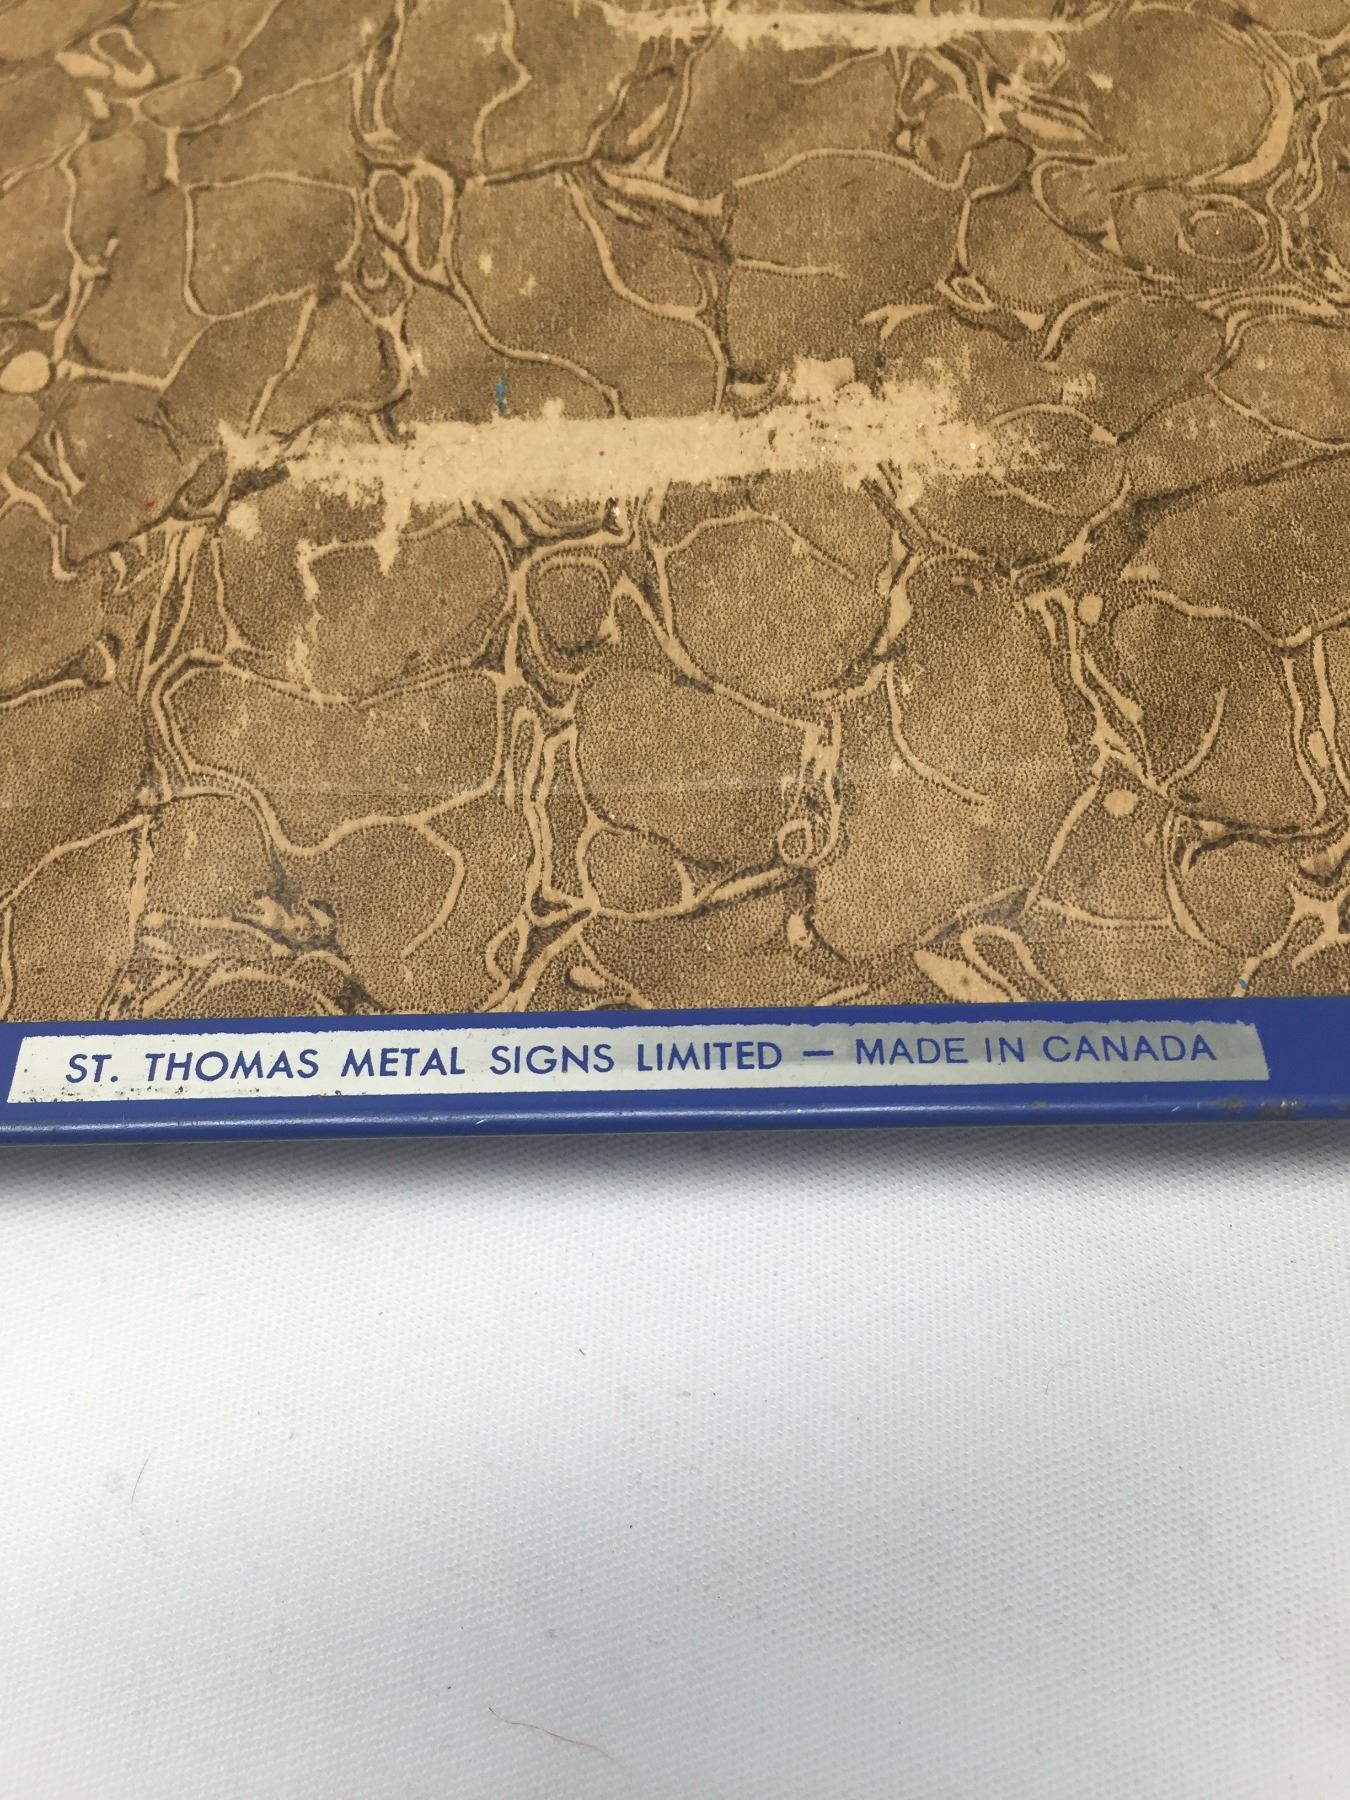 ST. THOMAS METAL SIGNS LIMITED — MADE IN CANADA